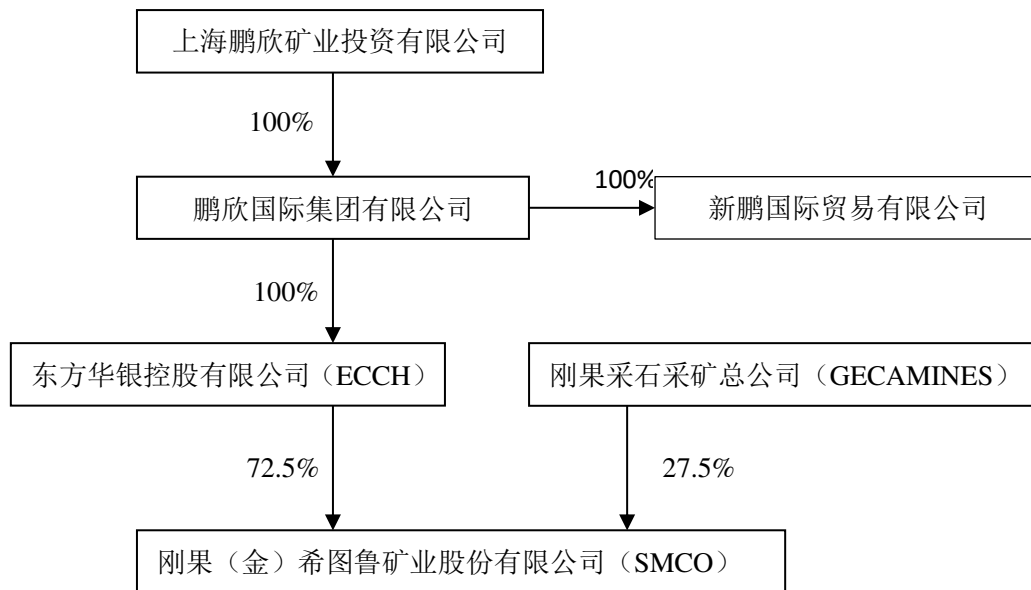 上海鹏欣矿业投资有限公司
100%
鹏欣国际集团有限公司
100%
新鹏国际贸易有限公司
100%
东方华银控股有限公司（ECCH）
刚果采石采矿总公司（GECAMINES）
72.5%
27.5%
刚果（金）希图鲁矿业股份有限公司（SMCO）